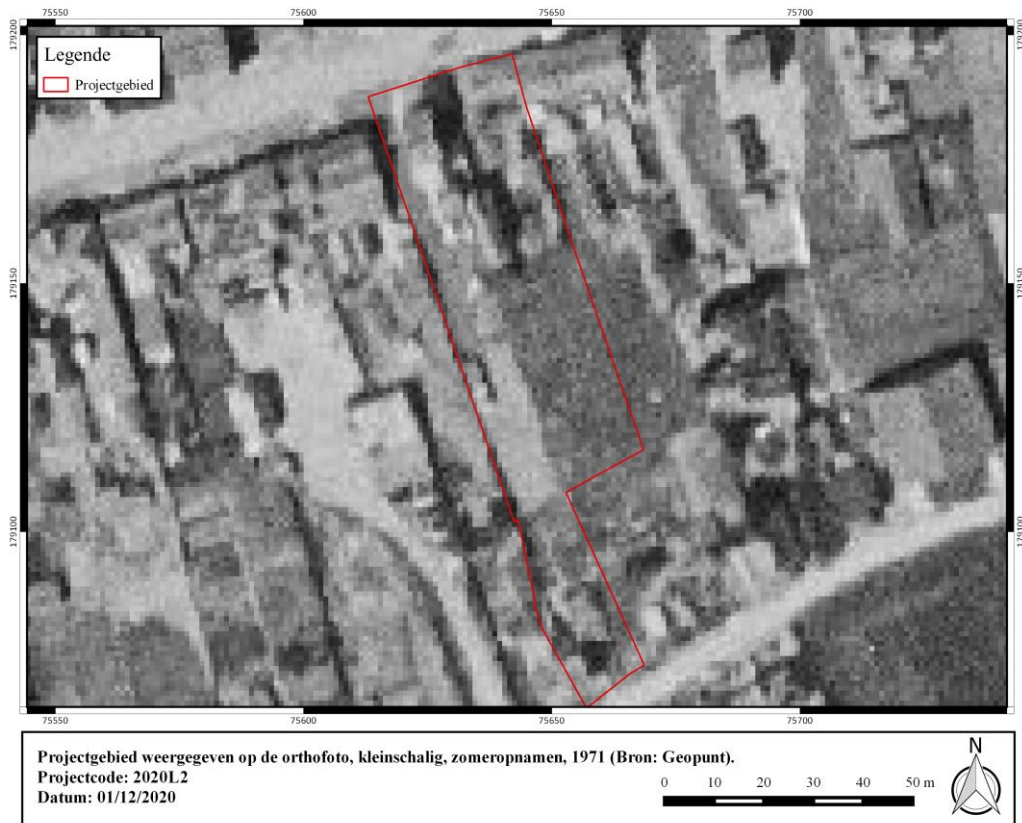 75550 75600 75650 75700
179200 179200
Legende
Projectgebied
179150 179150
179100 179100
75550 75600 75650 75700
Projectgebied weergegeven op de orthofoto, kleinschalig, zomeropnamen, 1971 (Bron: Geopunt).
Projectcode: 2020L2
Datum: 01/12/2020
N
0 10 20 30 40 50 m